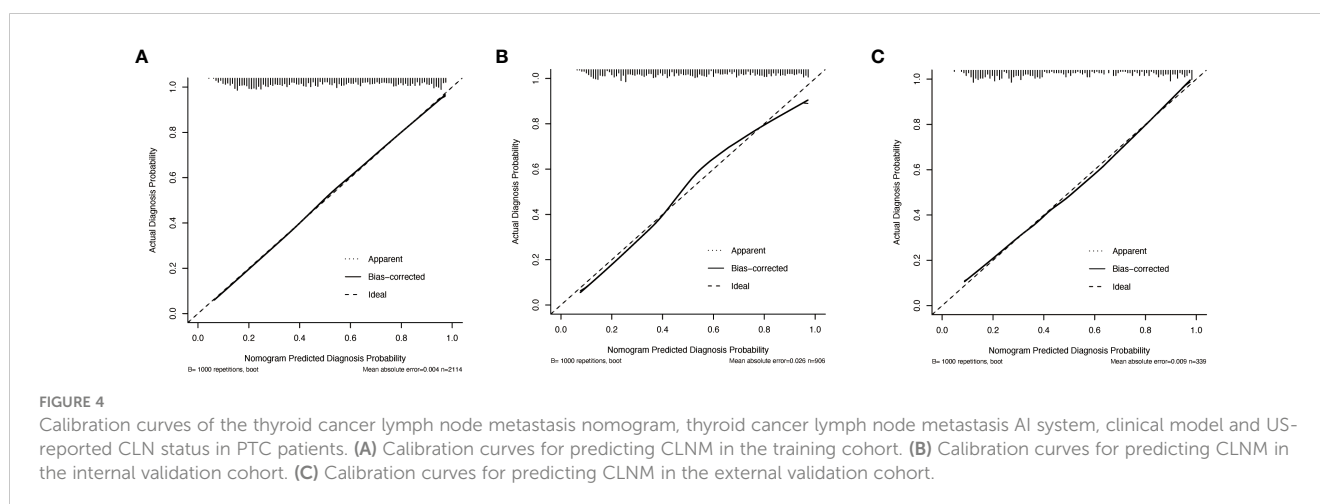 A
Actual Diagnosis Probability
1.0
0.8
0.6
0.4
0.2
0.0
Apparent
Bias-corrected
Ideal
0.0 0.2 0.4 0.6 0.8 1.0
Nomogram Predicted Diagnosis Probability
B= 1000 repetitions, boot Mean absolute error=0.004 n=2114
B
Actual Diagnosis Probability
1.0
0.8
0.6
0.4
0.2
0.0
Apparent
Bias-corrected
Ideal
0.0 0.2 0.4 0.6 0.8 1.0
Nomogram Predicted Diagnosis Probability
B= 1000 repetitions, boot Mean absolute error=0.026 n=906
C
Actual Diagnosis Probability
1.0
0.8
0.6
0.4
0.2
0.0
Apparent
Bias-corrected
Ideal
0.0 0.2 0.4 0.6 0.8 1.0
Nomogram Predicted Diagnosis Probability
B= 1000 repetitions, boot Mean absolute error=0.009 n=339
FIGURE 4
Calibration curves of the thyroid cancer lymph node metastasis nomogram, thyroid cancer lymph node metastasis AI system, clinical model and US-
reported CLN status in PTC patients. (A) Calibration curves for predicting CLNM in the training cohort. (B) Calibration curves for predicting CLNM in
the internal validation cohort. (C) Calibration curves for predicting CLNM in the external validation cohort.